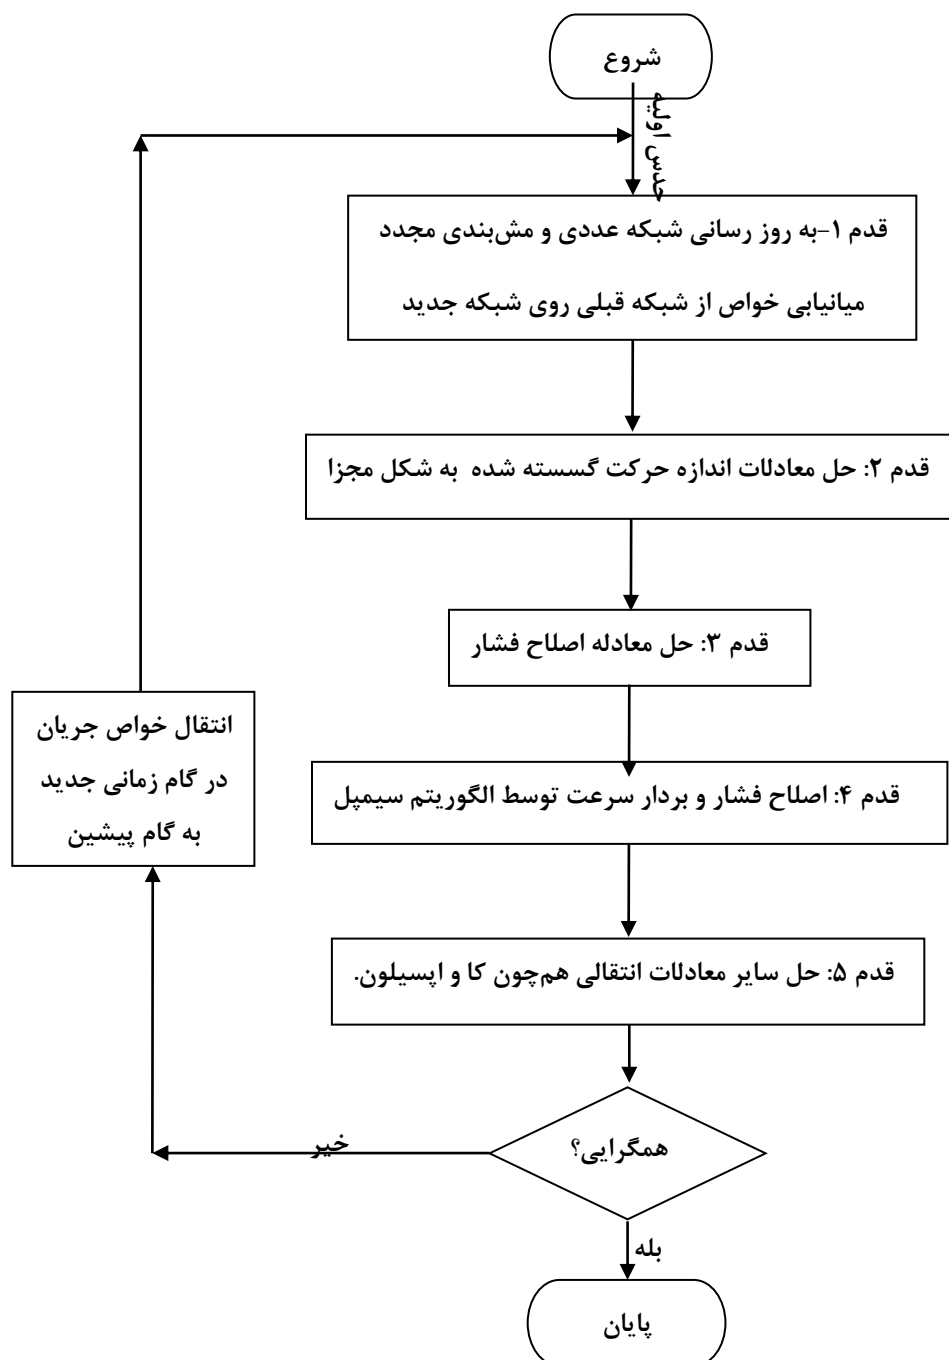 شروع
حدس اولیه
قدم ۱-به روز رسانی شبکه عددی و مش‌بندی مجدد
میانیابی خواص از شبکه قبلی روی شبکه جدید
قدم ۲: حل معادلات اندازه حرکت گسسته شده به شکل مجزا
قدم ۳: حل معادله اصلاح فشار
قدم ۴: اصلاح فشار و بردار سرعت توسط الگوریتم سیمپل
قدم ۵: حل سایر معادلات انتقالی هم‌چون کا و اپسیلون.
همگرایی؟
خیر
انتقال خواص جریان
در گام زمانی جدید
به گام پیشین
بله
پایان